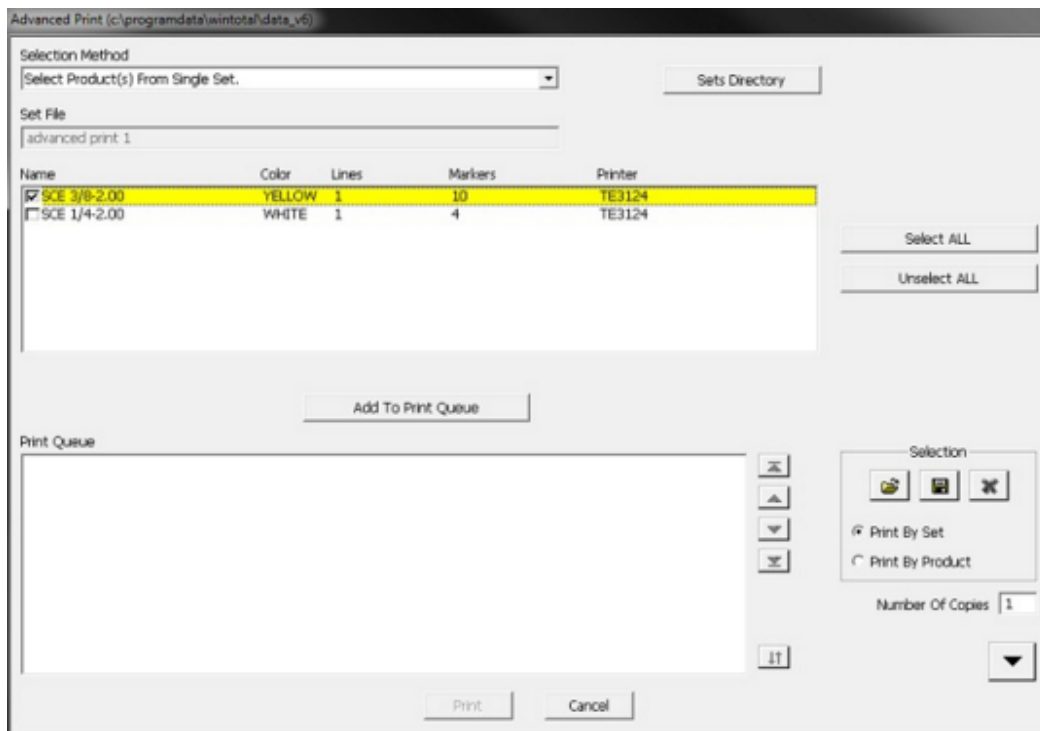 Advanced Print (c:\programdata\wintotal\data_v6)
Selection Method
Select Product(s) From Single Set.
Sets Directory
Set File
advanced print 1
Name Color Lines Markers Printer
SCE 3/8-2.00 YELLOW 1 10 TE3124
SCE 1/4-2.00 WHITE 1 4 TE3124
Select ALL
Unselect ALL
Add To Print Queue
Print Queue
Selection
Print By Set
Print By Product
Number Of Copies 1
Print Cancel